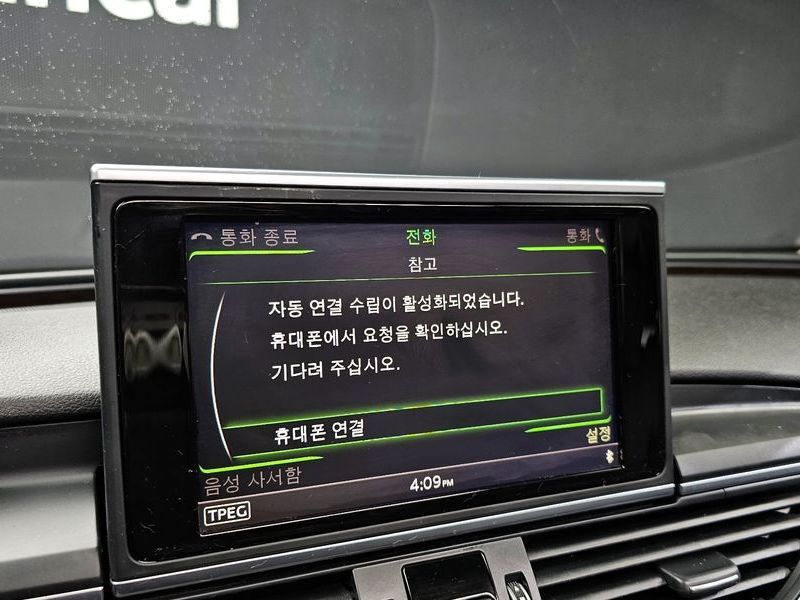 통화 종료
전화
통화
참고
자동 연결 수립이 활성화되었습니다.
휴대폰에서 요청을 확인하십시오.
기다려 주십시오.
휴대폰 연결
설정
음성 사서함
4:09PM
TPEG